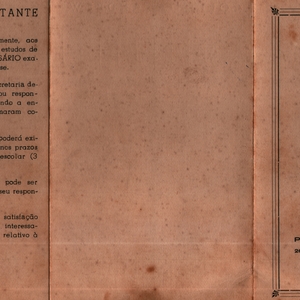 TANTE
mente, aos
estudos de
SÁRIO exa-
se.
cretaria de
ou respon-
ndo a en-
naram co-
poderá exi-
nos prazos
escolar (3
pode ser
seu respon-
satisfação
interessa-
relativo à